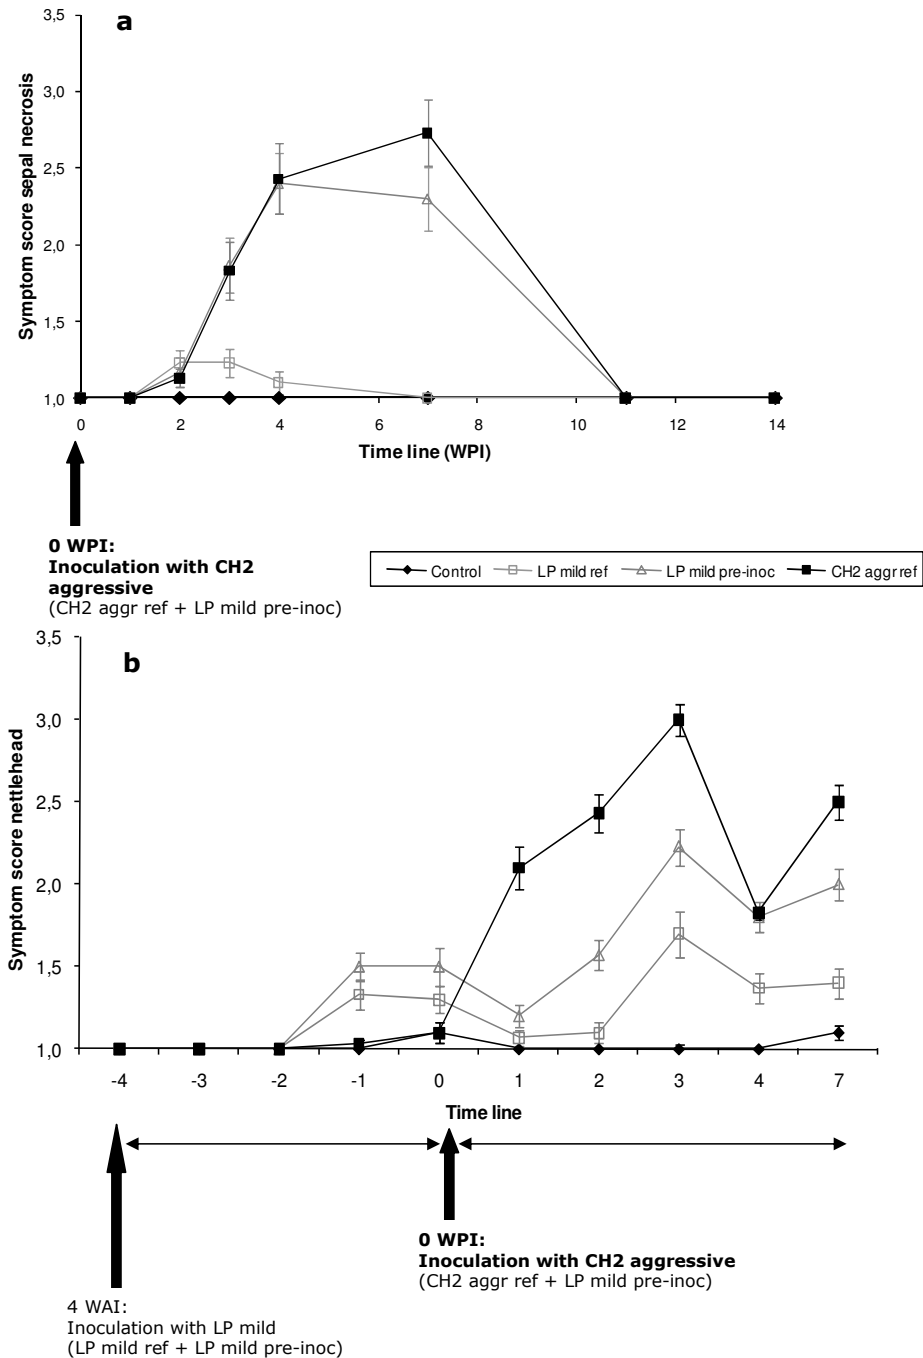 a
Symptom score sepal necrosis
3,5
3,0
2,5
2,0
1,5
1,0
0 2 4 6 8 10 12 14
Time line (WPI)
0 WPI:
Inoculation with CH2
aggressive
(CH2 aggr ref + LP mild pre-inoc)
Control LP mild ref LP mild pre-inoc CH2 aggr ref
b
Symptom score nettlehead
3,5
3,0
2,5
2,0
1,5
1,0
-4 -3 -2 -1 0 1 2 3 4 7
Time line
0 WPI:
Inoculation with CH2 aggressive
(CH2 aggr ref + LP mild pre-inoc)
4 WAI:
Inoculation with LP mild
(LP mild ref + LP mild pre-inoc)